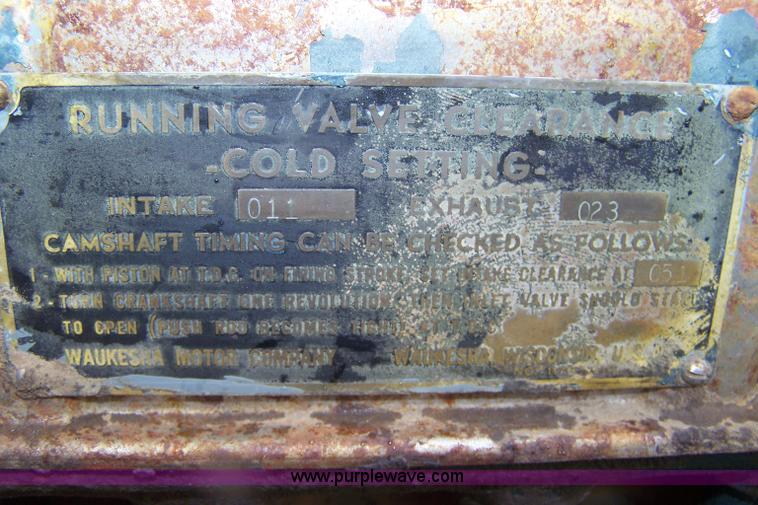 RUNNING VALVE CLEARANCE
-COLD SETTING-
INTAKE 011 EXHAUST 023
CAMSHAFT TIMING CAN BE CHECKED AS FOLLOWS:
1 - WITH PISTON AT T.D.C. ON FIRING STROKE, SET INTAKE CLEARANCE AT
2 - TURN CRANKSHAFT ONE REVOLUTION, THEN INLET VALVE SHOULD START
TO OPEN (PUSH ROD BECOMES TIGHT) AT T.D.C.
WAUKESHA MOTOR COMPANY WAUKESHA, WISCONSIN, U.S.A.
www.purplewave.com